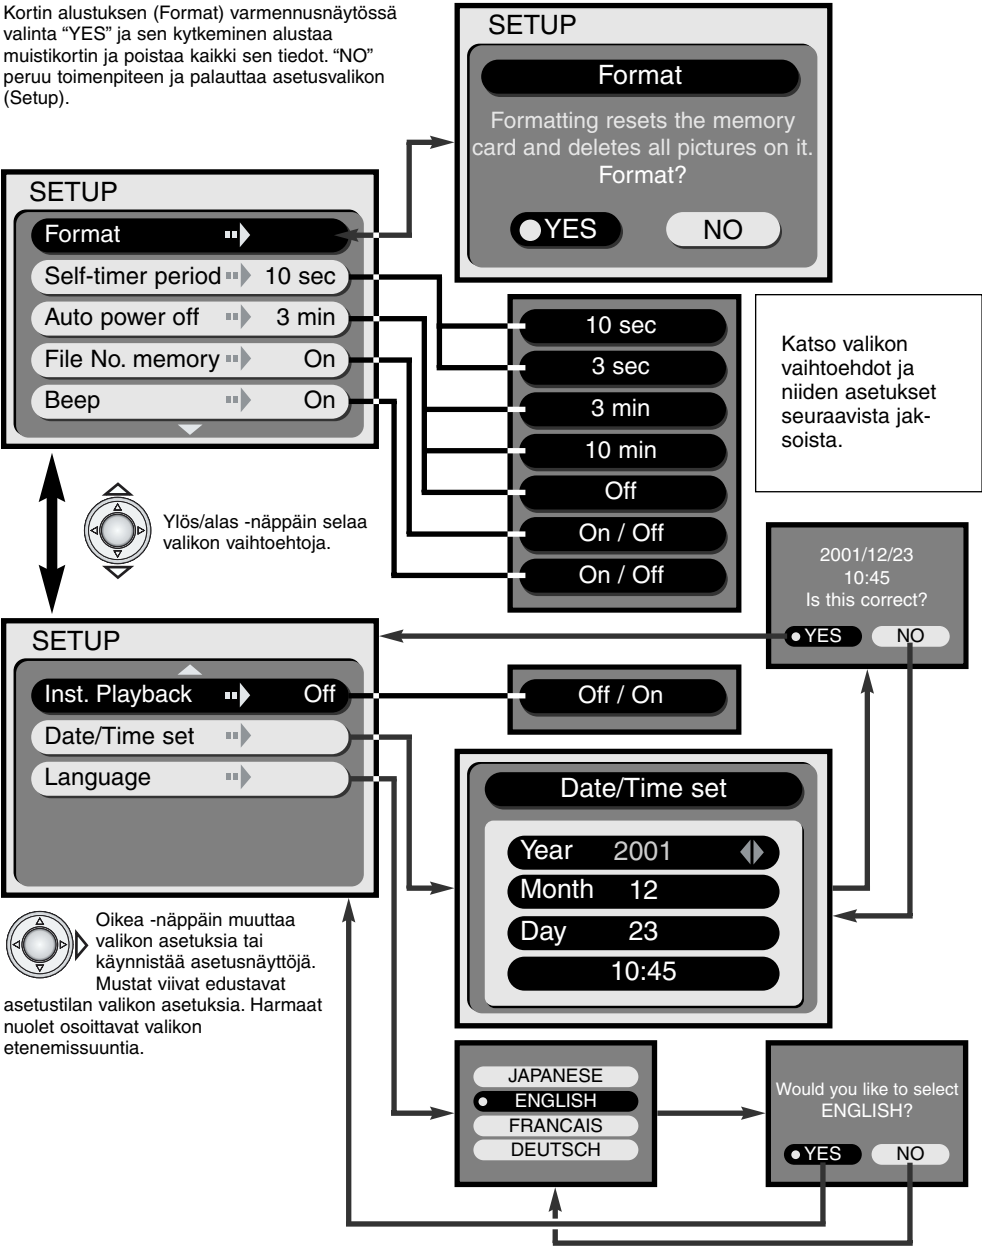 Kortin alustuksen (Format) varmennusnäytössä
valinta “YES” ja sen kytkeminen alustaa
muistikortin ja poistaa kaikki sen tiedot. “NO”
peruu toimenpiteen ja palauttaa asetusvalikon
(Setup).
SETUP
Format
Formatting resets the memory
card and deletes all pictures on it.
Format?
YES NO
SETUP
Format
Self-timer period 10 sec
Auto power off 3 min
File No. memory On
Beep On
10 sec
3 sec
3 min
10 min
Off
On / Off
On / Off
Katso valikon
vaihtoehdot ja
niiden asetukset
seuraavista jak-
soista.
Ylös/alas -näppäin selaa
valikon vaihtoehtoja.
2001/12/23
10:45
Is this correct?
YES NO
SETUP
Inst. Playback Off
Date/Time set
Language
Off / On
Date/Time set
Year 2001
Month 12
Day 23
10:45
Oikea -näppäin muuttaa
valikon asetuksia tai
käynnistää asetusnäyttöjä.
Mustat viivat edustavat
asetustilan valikon asetuksia. Harmaat
nuolet osoittavat valikon
etenemissuuntia.
JAPANESE
ENGLISH
FRANCAIS
DEUTSCH
Would you like to select
ENGLISH?
YES NO